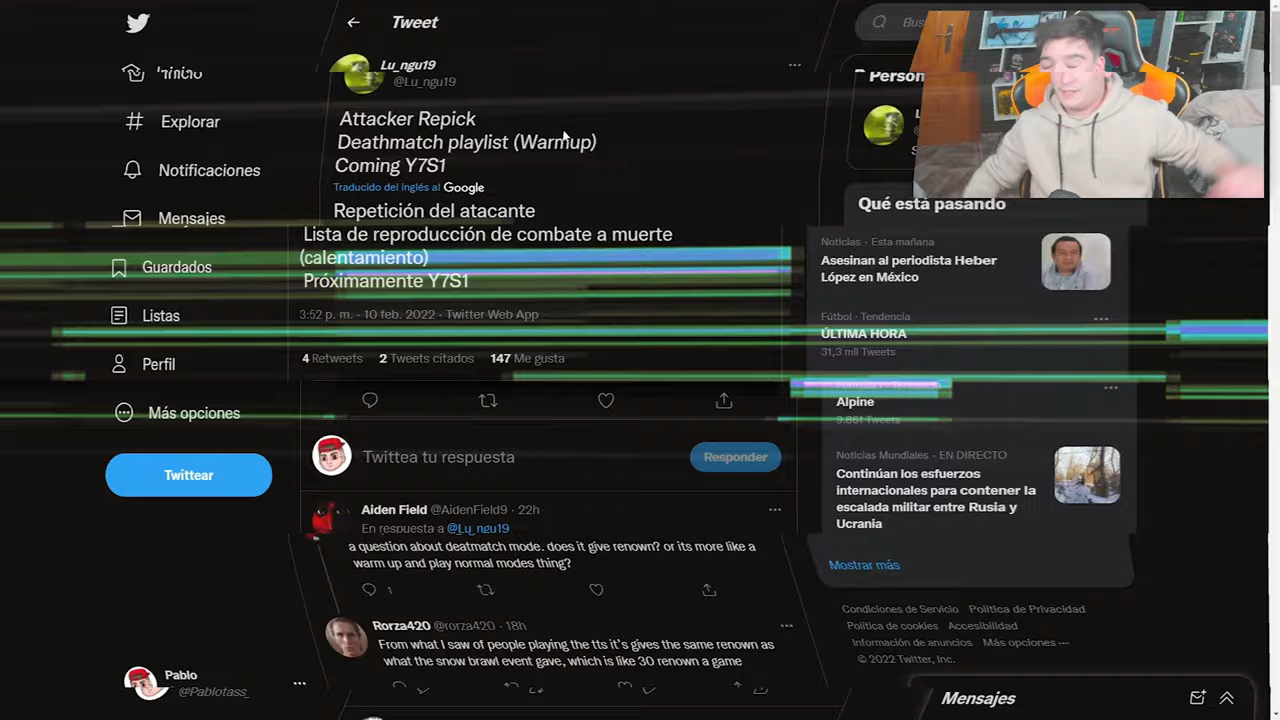 Tweet
Bus
Explorar
Notificaciones
Mensajes
Guardados
Listas
Perfil
Más opciones
Twittear
Pablo
@Pablotass_
Lu_ngu19
@Lu_ngu19
Attacker Repick
Deathmatch playlist (Warmup)
Coming Y7S1
Traducido del inglés al Google
Repetición del atacante
Lista de reproducción de combate a muerte
(calentamiento)
Próximamente Y7S1
3:52 p. m. · 10 feb. 2022 · Twitter Web App
4 Retweets 2 Tweets citados 147 Me gusta
Twittea tu respuesta
Responder
Aiden Field @AidenField9 · 22h
En respuesta a @Lu_ngu19
a question about deatmatch mode. does it give renown? or its more like a
warm up and play normal modes thing?
1
Rorza420 @rorza420 · 18h
From what I saw of people playing the tts it's gives the same renown as
what the snow brawl event gave, which is like 30 renown a game
Person
Qué está pasando
Noticias · Esta mañana
Asesinan al periodista Heber
López en México
Fútbol · Tendencia
ÚLTIMA HORA
31,3 mil Tweets
Alpine
9.861 Tweets
Noticias Mundiales · EN DIRECTO
Continúan los esfuerzos
internacionales para contener la
escalada militar entre Rusia y
Ucrania
Mostrar más
Condiciones de Servicio Política de Privacidad
Política de cookies Accesibilidad
Información de anuncios Más opciones ···
© 2022 Twitter, Inc.
Mensajes